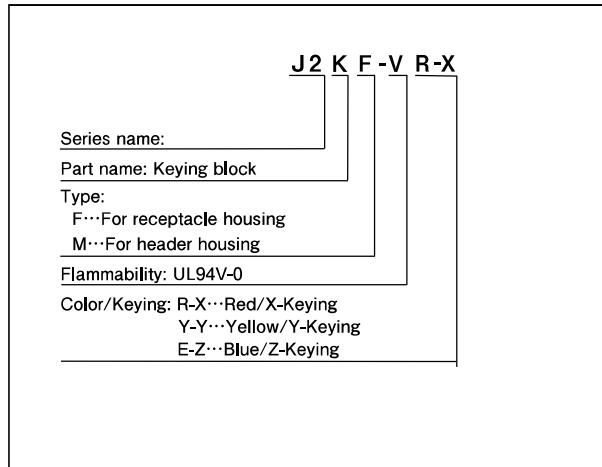 J2KF-VR-X
Series name:
Part name: Keying block
Type:
F···For receptacle housing
M···For header housing
Flammability: UL94V-0
Color/Keying: R-X···Red/X-Keying
Y-Y···Yellow/Y-Keying
E-Z···Blue/Z-Keying